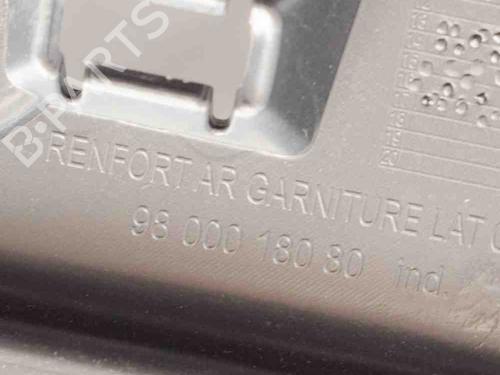 B-PARTS
RENFORT AR GARNITURE LAT
98 000 180 80 ind.